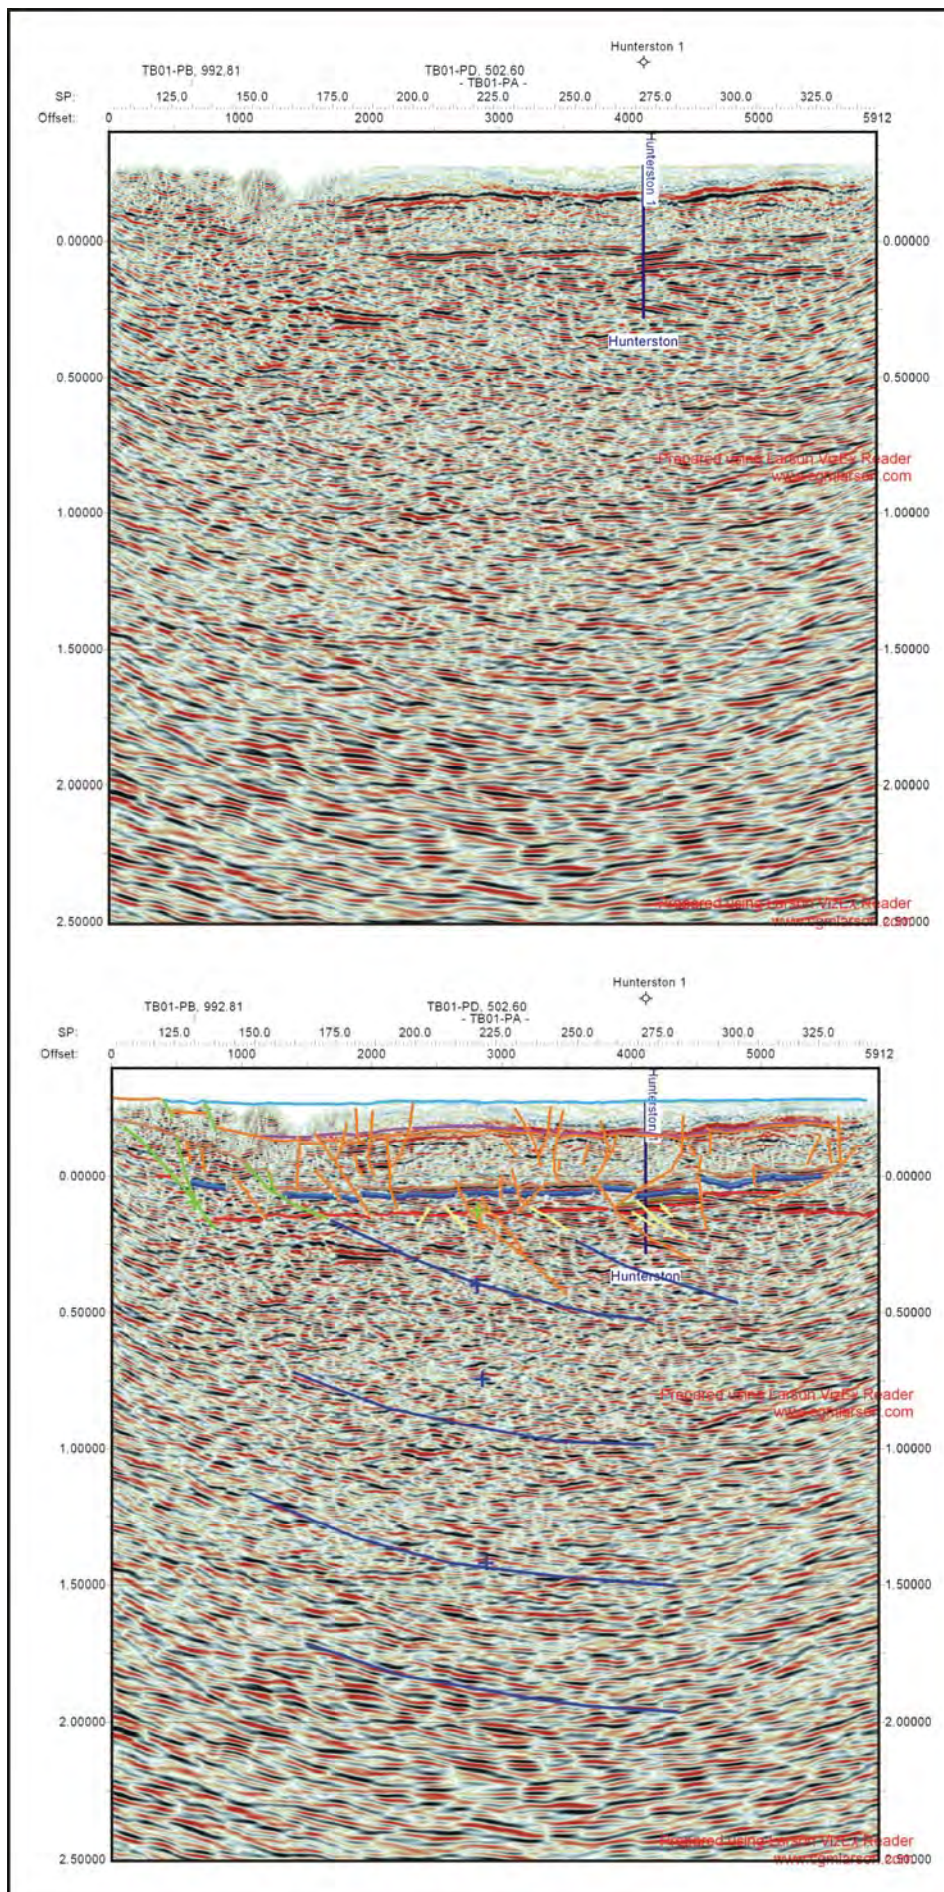 Hunterston 1
TB01-PB, 992.81 TB01-PD, 502.60
- TB01-PA -
SP: 125.0 150.0 175.0 200.0 225.0 250.0 275.0 300.0 325.0
Offset: 0 1000 2000 3000 4000 5000 5912
Hunterston 1
0.00000 0.00000
Hunterston
0.50000 0.50000
Prepared using Larson VizEx Reader
www.cgmlarson.com
1.00000 1.00000
1.50000 1.50000
2.00000 2.00000
Prepared using Larson VizEx Reader
2.50000 www.cgmlarson.com 2.50000
Hunterston 1
TB01-PB, 992.81 TB01-PD, 502.60
- TB01-PA -
SP: 125.0 150.0 175.0 200.0 225.0 250.0 275.0 300.0 325.0
Offset: 0 1000 2000 3000 4000 5000 5912
Hunterston 1
0.00000 0.00000
Hunterston
0.50000 0.50000
Prepared using Larson VizEx Reader
www.cgmlarson.com
1.00000 1.00000
1.50000 1.50000
2.00000 2.00000
Prepared using Larson VizEx Reader
2.50000 www.cgmlarson.com 2.50000